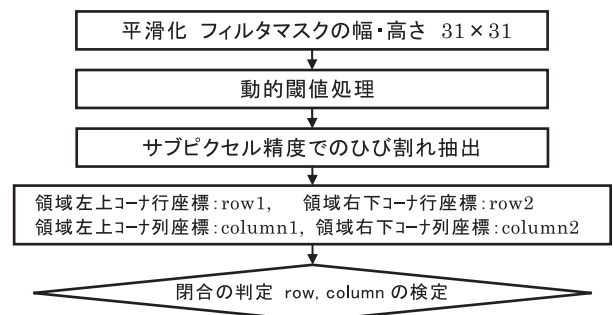 平滑化 フィルタマスクの幅・高さ 31×31
動的閾値処理
サブピクセル精度でのひび割れ抽出
領域左上コーナ行座標:row1, 領域右下コーナ行座標:row2
領域左上コーナ列座標:column1, 領域右下コーナ列座標:column2
閉合の判定 row, column の検定